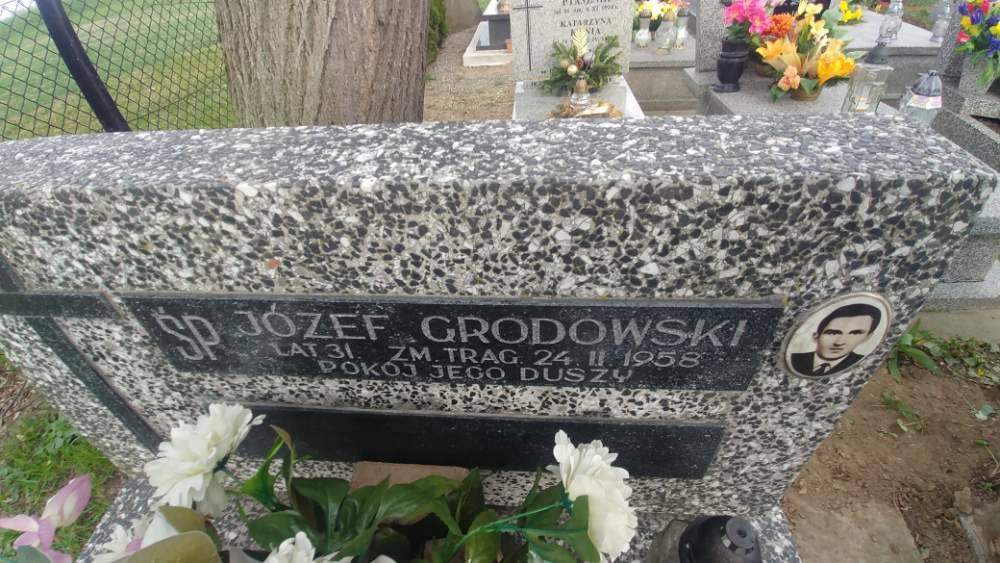 KATARZYNA
ŚP JÓZEF GRODOWSKI
LAT 31 ZM. TRAG. 24 II 1958
POKÓJ JEGO DUSZY